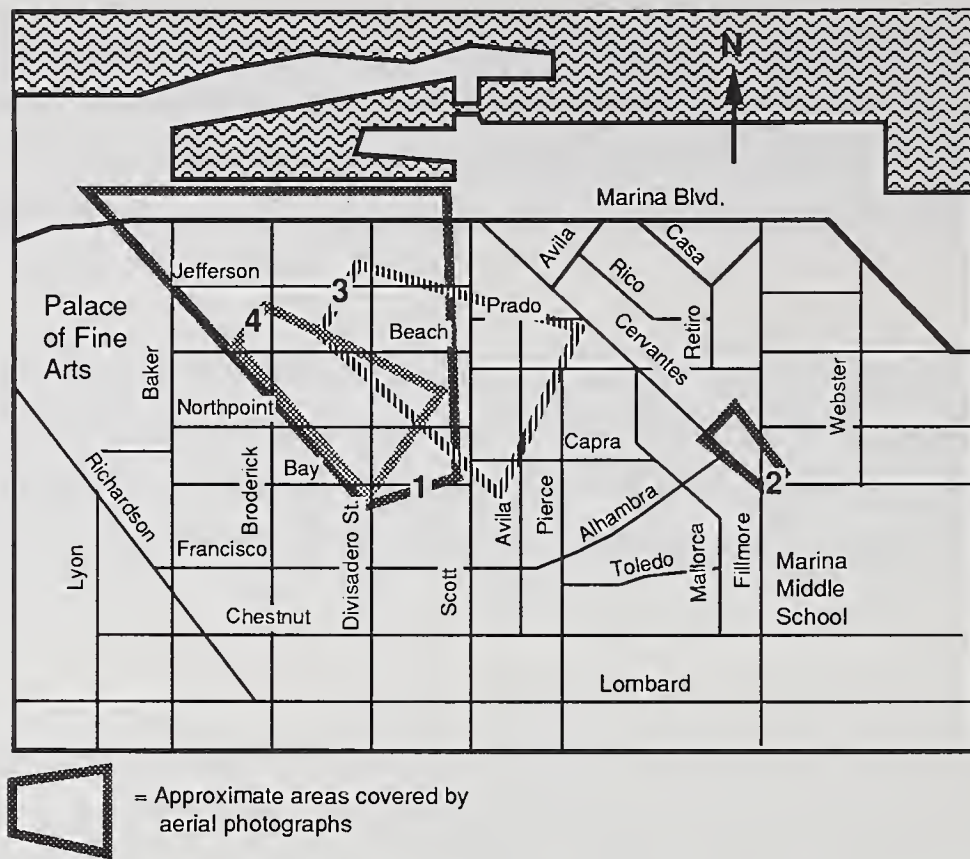 N
Marina Blvd.
Avila
Casa
Jefferson
Rico
3
Palace
of Fine
Arts
4
Prado
Beach
Cervantes
Retiro
Baker
Webster
Northpoint
Capra
Richardson
Broderick
Bay
1
2
Divisadero St.
Avila
Pierce
Alhambra
Francisco
Lyon
Scott
Toledo
Mallorca
Fillmore
Marina
Middle
School
Chestnut
Lombard
= Approximate areas covered by
aerial photographs